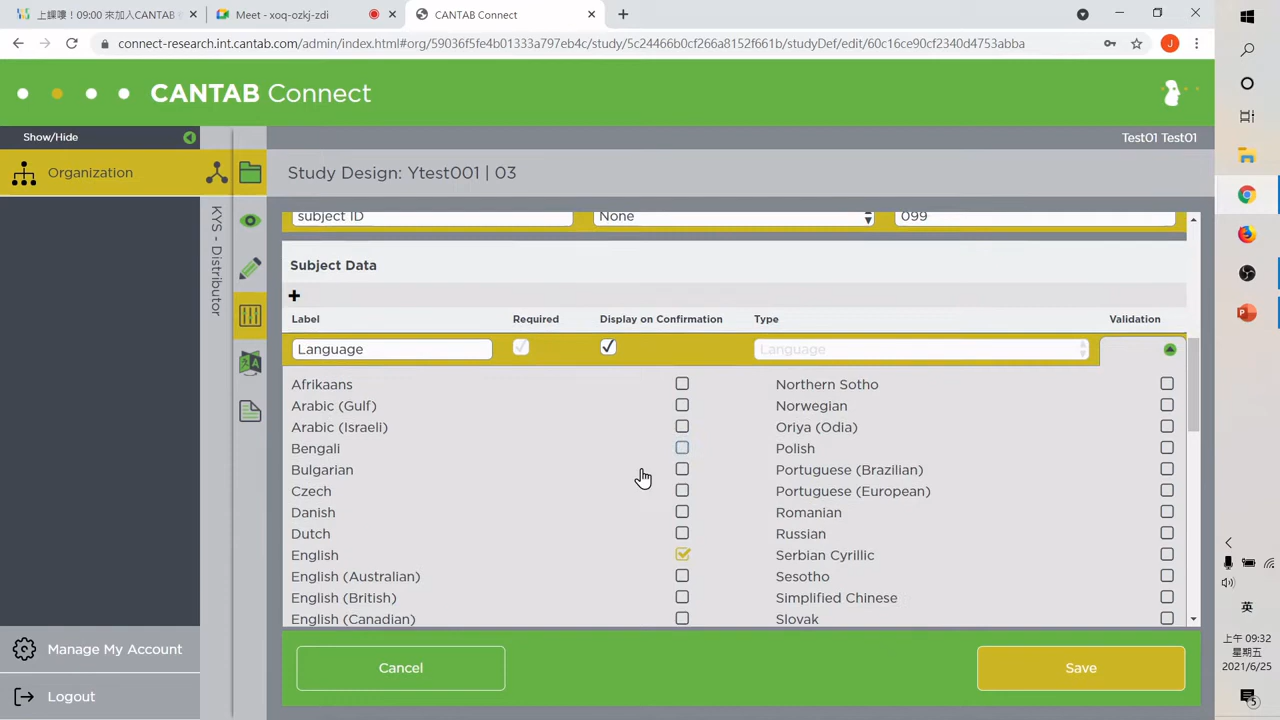 上課嘍! 09:00 來加入CANTAB
Meet - xoq-ozkj-zdi
CANTAB Connect
connect-research.int.cantab.com/admin/index.html#org/59036f5fe4b01333a797eb4c/study/5e24466b0cf266a8152f661b/studyDef/edit/60c16ce90cf2340d4753abba
J
CANTAB Connect
Show/Hide
Test01 Test01
Organization
Study Design: Ytest001 | 03
KYS - Distributor
subject ID
None
099
Subject Data
Label
Required
Display on Confirmation
Type
Validation
Language
Language
Afrikaans
Northern Sotho
Arabic (Gulf)
Norwegian
Arabic (Israeli)
Oriya (Odia)
Bengali
Polish
Bulgarian
Portuguese (Brazilian)
Czech
Portuguese (European)
Danish
Romanian
Dutch
Russian
English
Serbian Cyrillic
English (Australian)
Sesotho
English (British)
Simplified Chinese
English (Canadian)
Slovak
Manage My Account
Logout
Cancel
Save
英
上午 09:32
星期五
2021/6/25
5